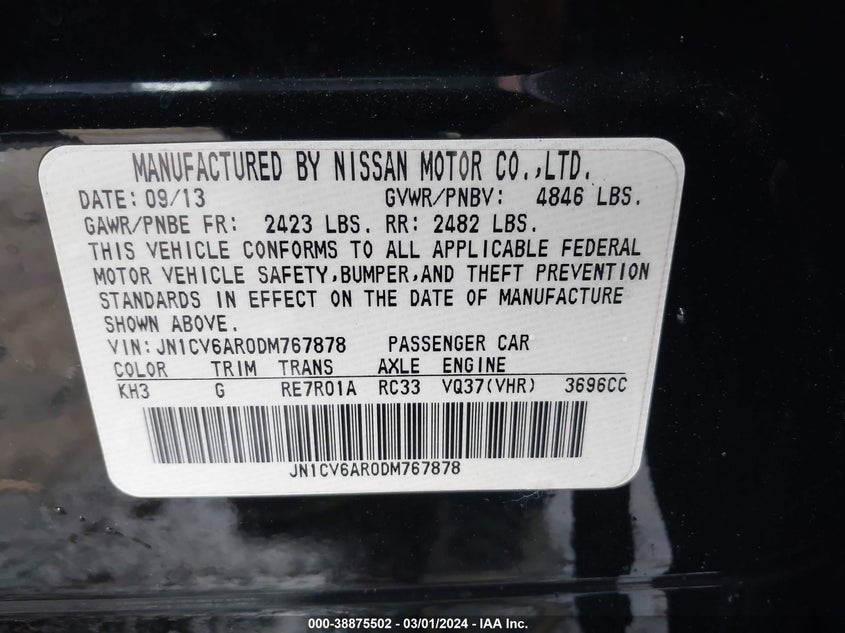 MANUFACTURED BY NISSAN MOTOR CO.,LTD.
DATE: 09/13 GVWR/PNBV: 4846 LBS.
GAWR/PNBE FR: 2423 LBS. RR: 2482 LBS.
THIS VEHICLE CONFORMS TO ALL APPLICABLE FEDERAL
MOTOR VEHICLE SAFETY,BUMPER,AND THEFT PREVENTION
STANDARDS IN EFFECT ON THE DATE OF MANUFACTURE
SHOWN ABOVE.
VIN:JN1CV6AR0DM767878 PASSENGER CAR
COLOR TRIM TRANS AXLE ENGINE
KH3 G RE7R01A RC33 VQ37(VHR) 3696CC
JN1CV6AR0DM767878
000-38875502 - 03/01/2024 - IAA Inc.